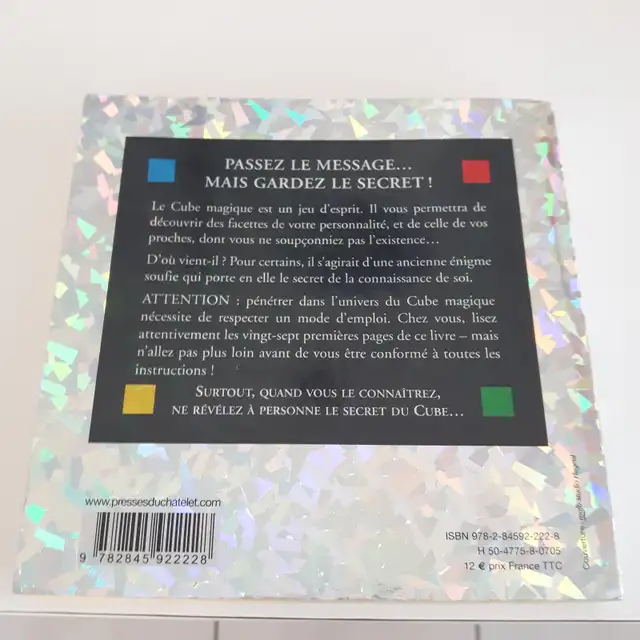 PASSEZ LE MESSAGE...
MAIS GARDEZ LE SECRET !
Le Cube magique est un jeu d'esprit. Il vous permettra de
découvrir des facettes de votre personnalité, et de celle de vos
proches, dont vous ne soupçonniez pas l'existence...
D'où vient-il ? Pour certains, il s'agirait d'une ancienne énigme
soufie qui porte en elle le secret de la connaissance de soi.
ATTENTION : pénétrer dans l'univers du Cube magique
nécessite de respecter un mode d'emploi. Chez vous, lisez
attentivement les vingt-sept premières pages de ce livre – mais
n'allez pas plus loin avant de vous être conformé à toutes les
instructions !
SURTOUT, QUAND VOUS LE CONNAÎTREZ,
NE RÉVÉLEZ À PERSONNE LE SECRET DU CUBE...
www.pressesduchatelet.com
9 782845 922228
ISBN 978-2-84592-222-8
H 50-4775-8-0705
12 € prix France TTC
Couverture